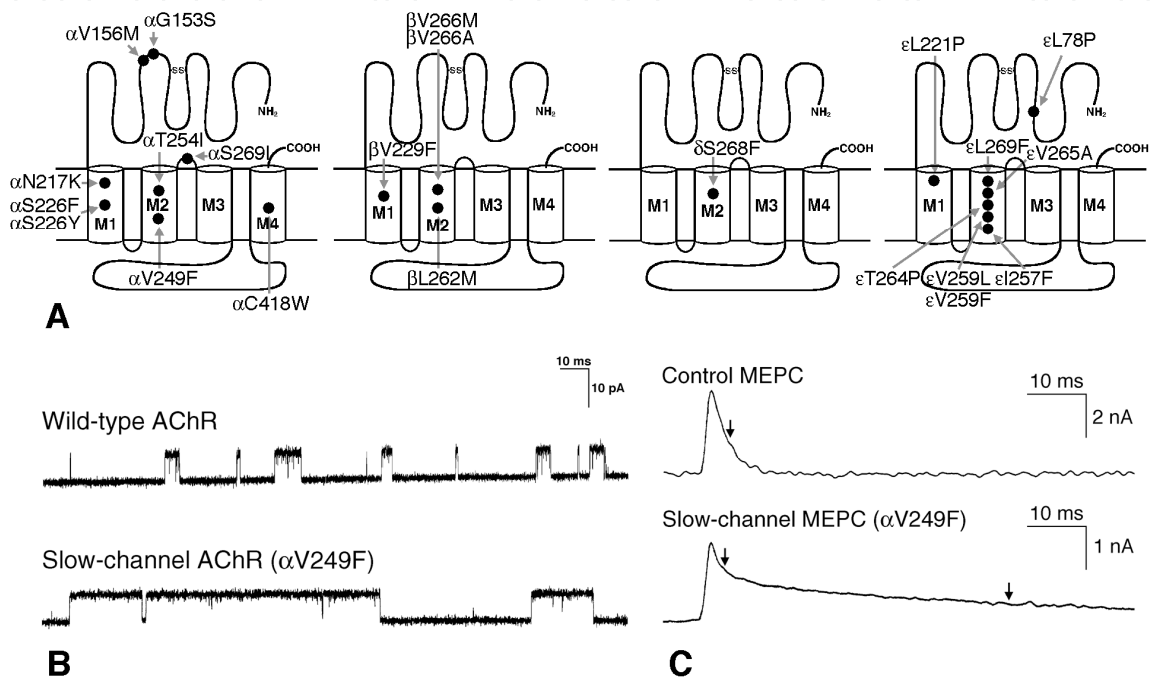 αG153S
αV156M
ss
NH2
αT254I
αS269I
COOH
αN217K
αS226F
αS226Y
M1
M2
M3
M4
αV249F
αC418W
βV266M
βV266A
ss
NH2
βV229F
COOH
M1
M2
M3
M4
βL262M
ss
NH2
δS268F
COOH
M1
M2
M3
M4
εL221P
εL78P
ss
NH2
εL269F
εV265A
COOH
M1
M3
M4
εT264P
εV259L
εI257F
εV259F
A
10 ms
10 pA
Wild-type AChR
Slow-channel AChR (αV249F)
B
Control MEPC
10 ms
2 nA
Slow-channel MEPC (αV249F)
10 ms
1 nA
C